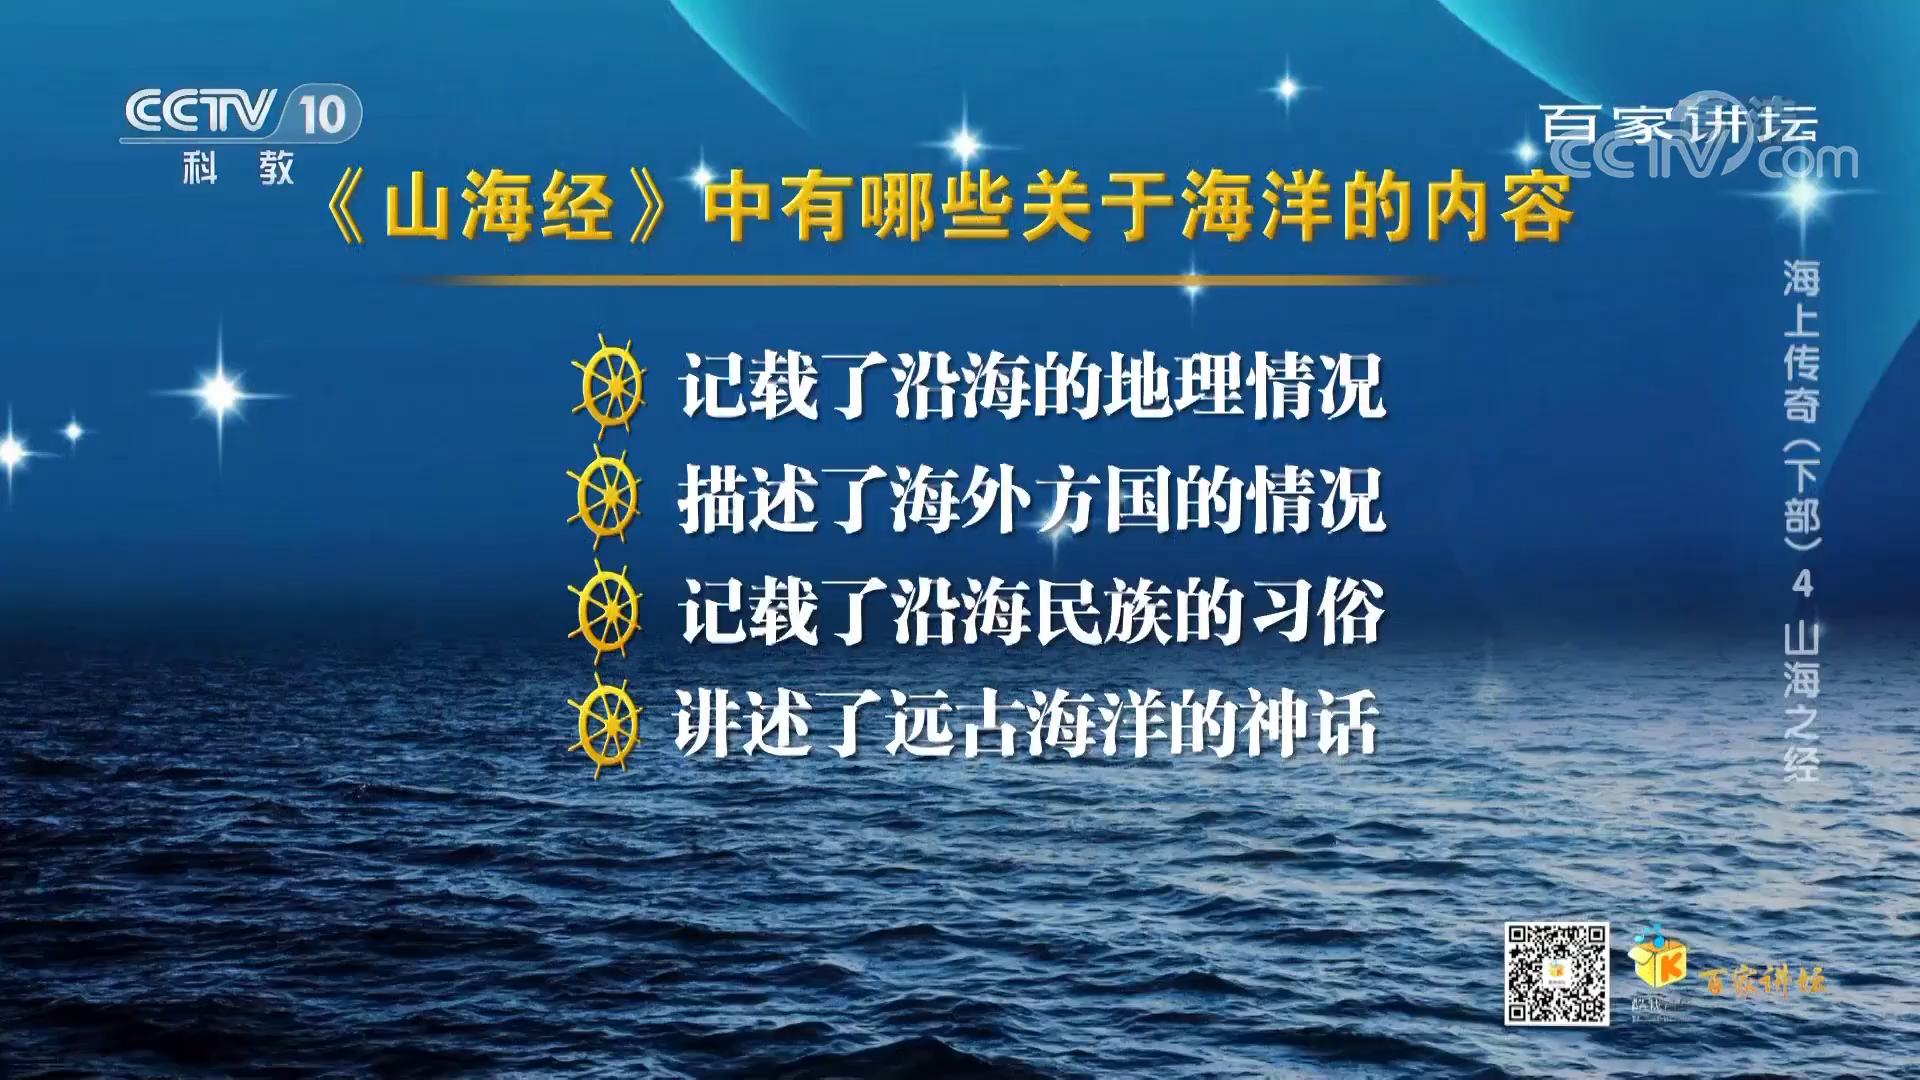 CCTV 10
科 教
百家讲坛
CCTV.com
《山海经》中有哪些关于海洋的内容
记载了沿海的地理情况
描述了海外方国的情况
记载了沿海民族的习俗
讲述了远古海洋的神话
海上传奇（下部）4 山海之经
K
百家讲坛